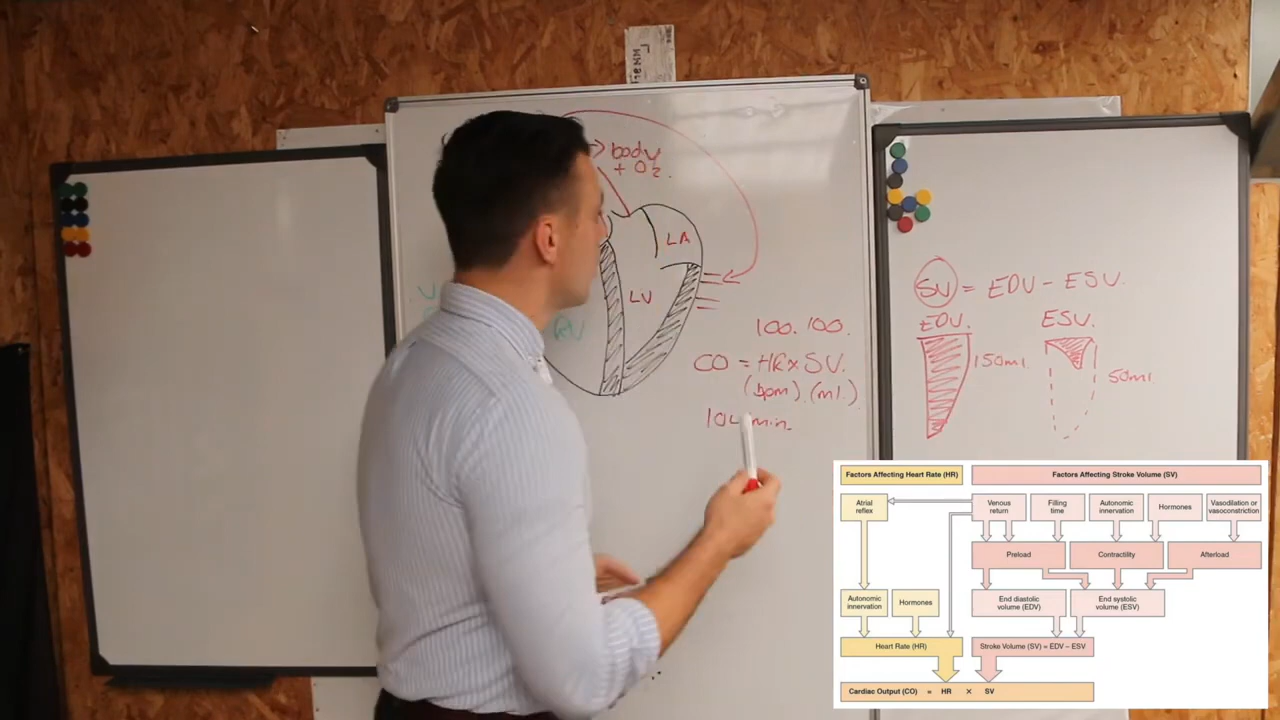 body
+ O2.
LA
LV
RV
100. 100.
CO = HR x SV.
(bpm). (ml.)
10L min.
SV = EDV - ESV.
EDV. ESV.
150ml
50ml.
Factors Affecting Heart Rate (HR) Factors Affecting Stroke Volume (SV)
Atrial reflex Venous return Filling time Autonomic innervation Hormones Vasodilation or vasoconstriction
Preload Contractility Afterload
Autonomic innervation Hormones End diastolic volume (EDV) End systolic volume (ESV)
Heart Rate (HR) Stroke Volume (SV) = EDV – ESV
Cardiac Output (CO) = HR × SV